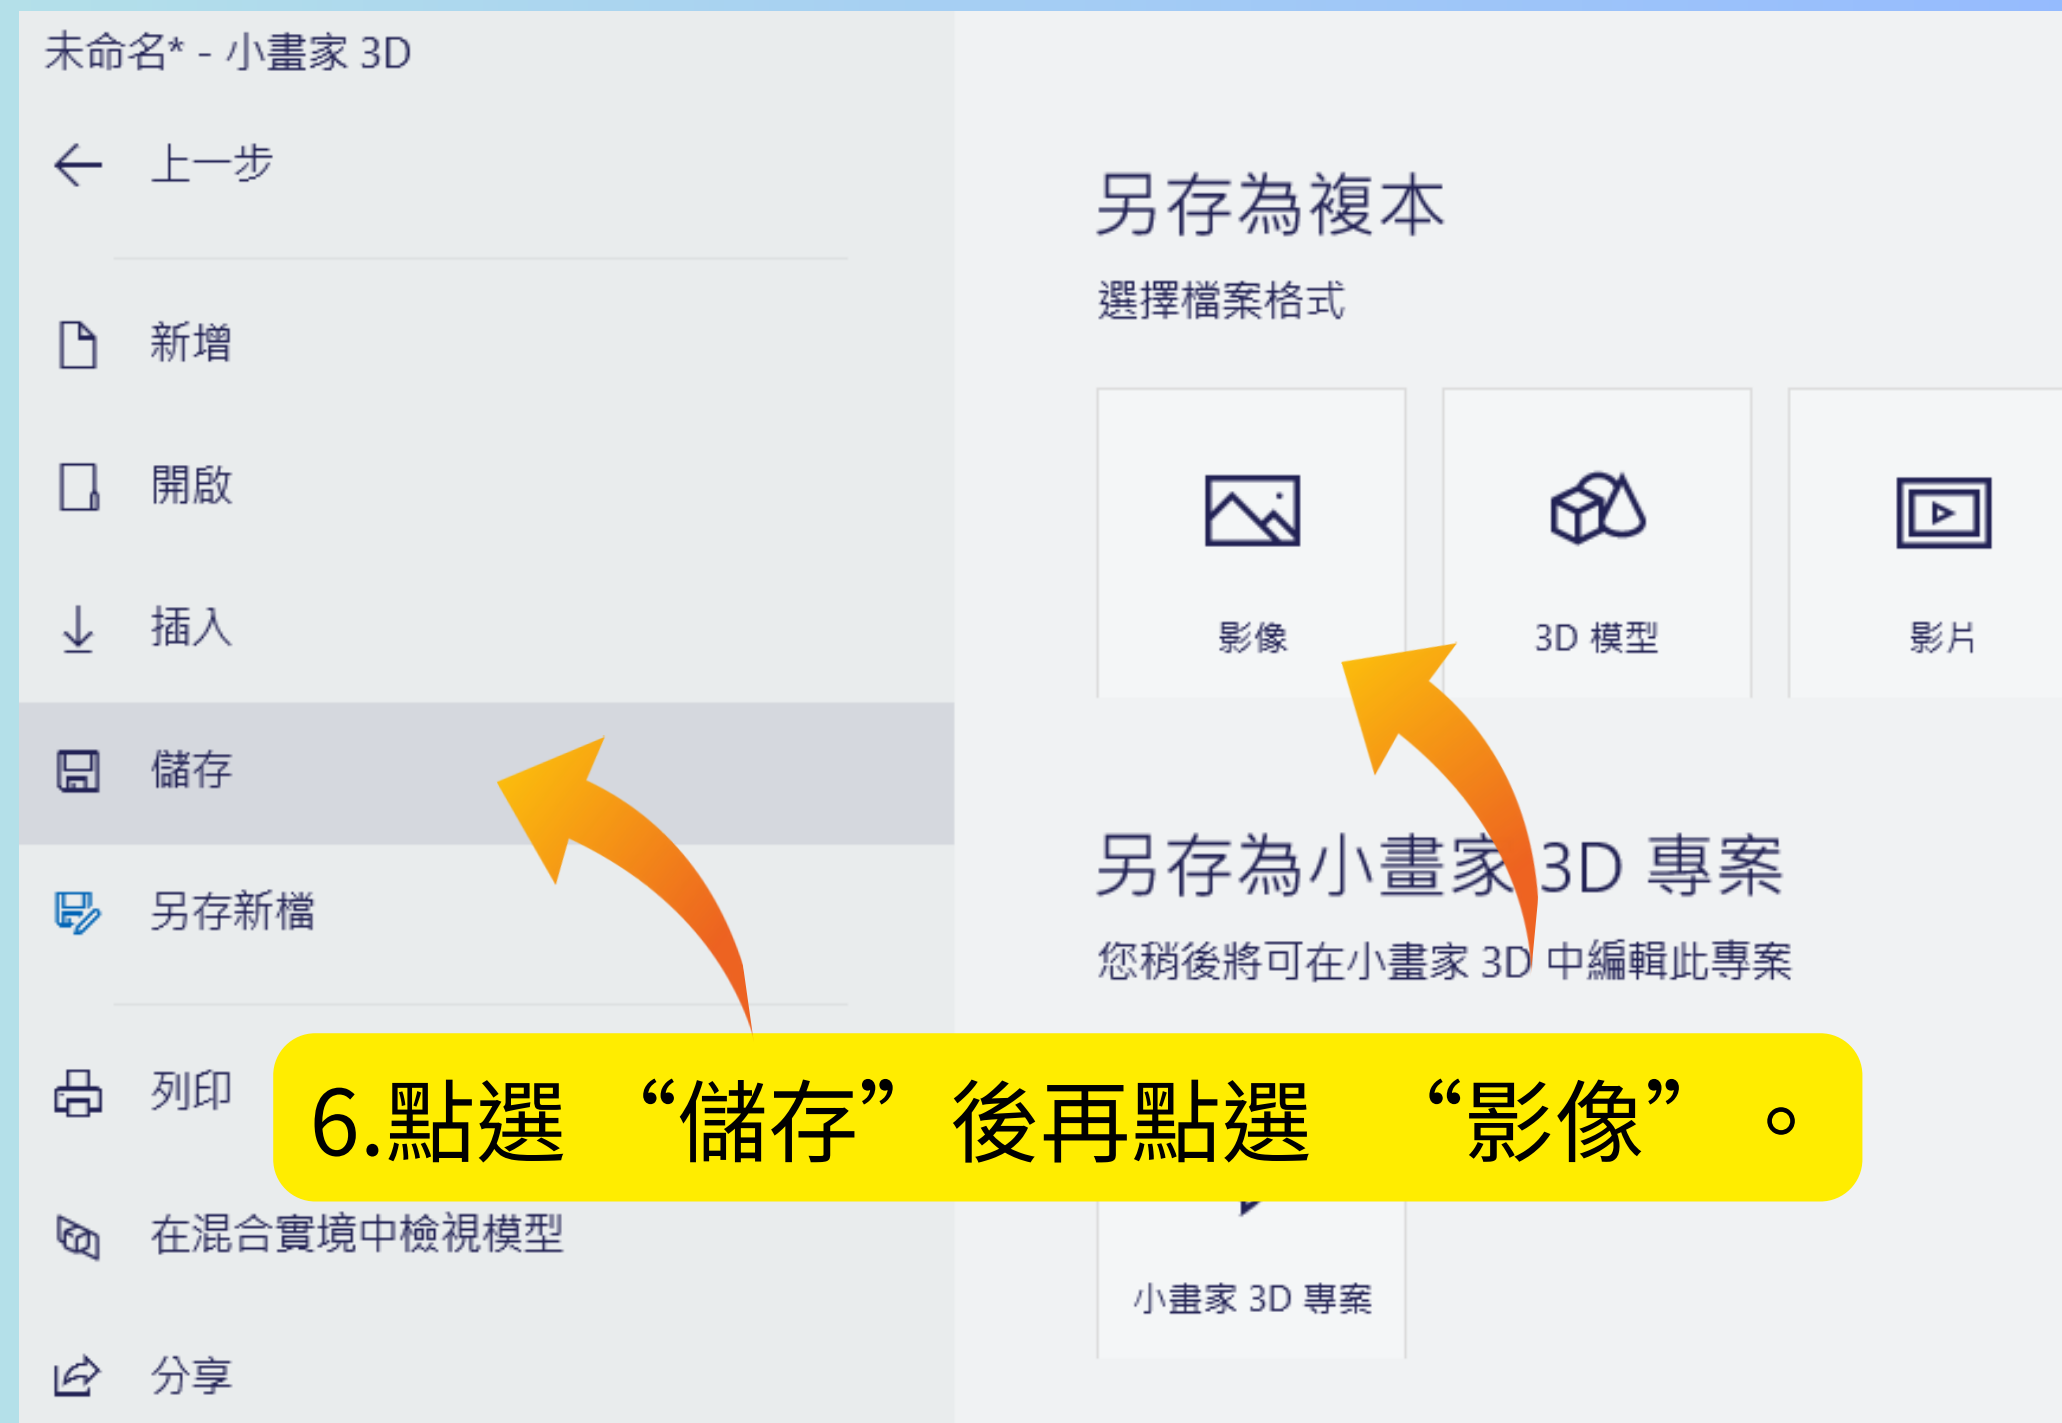 未命名* - 小畫家 3D
上一步
新增
開啟
插入
儲存
另存新檔
列印
在混合實境中檢視模型
分享
另存為複本
選擇檔案格式
影像
3D 模型
影片
另存為小畫家 3D 專案
您稍後將可在小畫家 3D 中編輯此專案
小畫家 3D 專案
6.點選 “儲存” 後再點選 “影像” 。